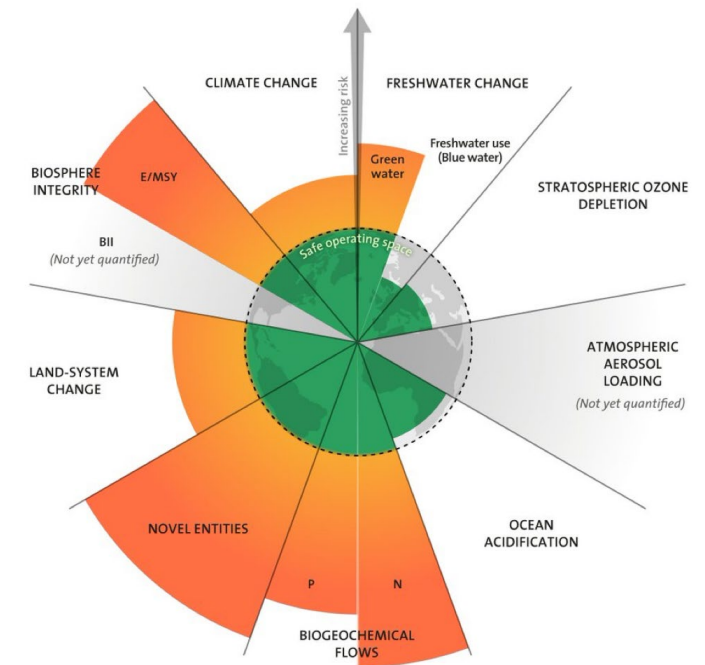 CLIMATE CHANGE
Increasing risk
FRESHWATER CHANGE
Green
water
Freshwater use
(Blue water)
BIOSPHERE
INTEGRITY
E/MSY
STRATOSPHERIC OZONE
DEPLETION
BII
(Not yet quantified)
Safe operating space
LAND-SYSTEM
CHANGE
ATMOSPHERIC
AEROSOL
LOADING
(Not yet quantified)
NOVEL ENTITIES
OCEAN
ACIDIFICATION
P
N
BIOGEOCHEMICAL
FLOWS